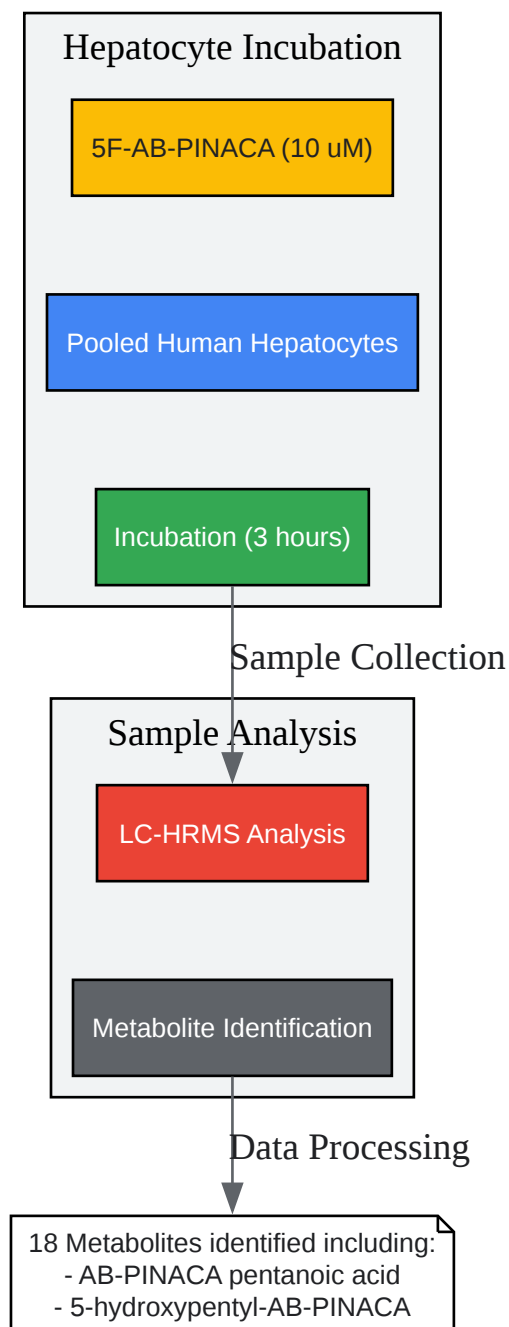 Hepatocyte Incubation
5F-AB-PINACA (10 uM)
Pooled Human Hepatocytes
Incubation (3 hours)
Sample Collection
Sample Analysis
LC-HRMS Analysis
Metabolite Identification
Data Processing
18 Metabolites identified including:
- AB-PINACA pentanoic acid
- 5-hydroxypentyl-AB-PINACA